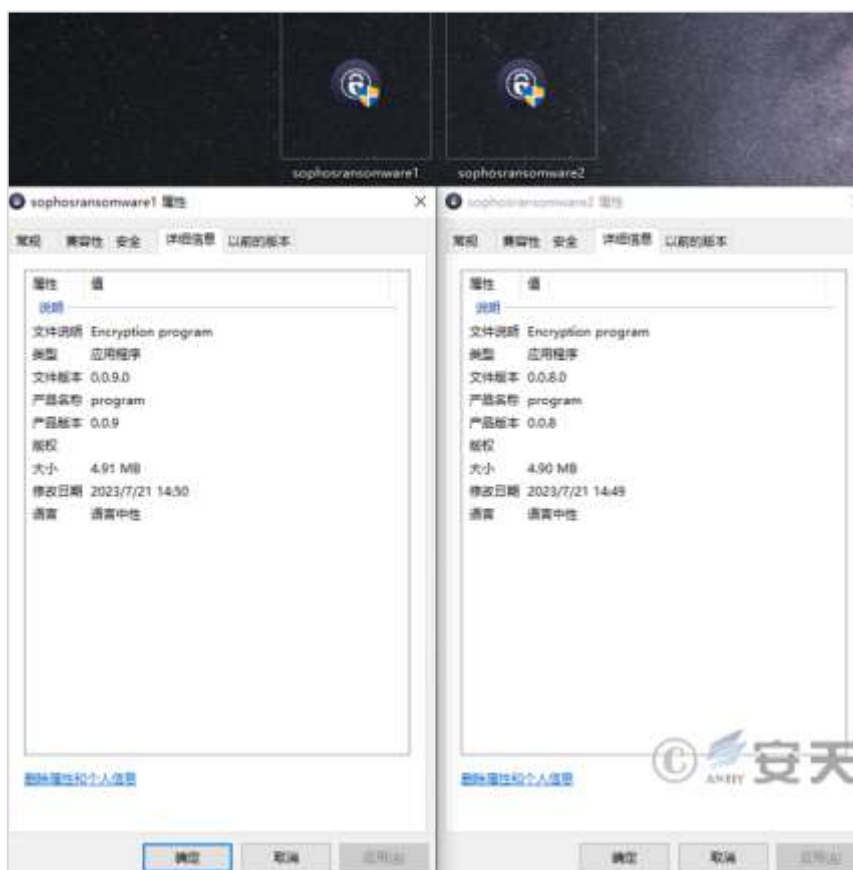 sophosransomware1
sophosransomware2
sophosransomware1 属性
常规 兼容性 安全 详细信息 以前的版本
属性 值
说明
文件说明 Encryption program
类型 应用程序
文件版本 0.0.9.0
产品名称 program
产品版本 0.0.9
版权
大小 4.91 MB
修改日期 2023/7/21 14:50
语言 语言中性
删除属性和个人信息
确定 取消 应用(A)
sophosransomware2 属性
常规 兼容性 安全 详细信息 以前的版本
属性 值
说明
文件说明 Encryption program
类型 应用程序
文件版本 0.0.8.0
产品名称 program
产品版本 0.0.8
版权
大小 4.90 MB
修改日期 2023/7/21 14:49
语言 语言中性
删除属性和个人信息
确定 取消 应用(A)
© 安天
ANTIY